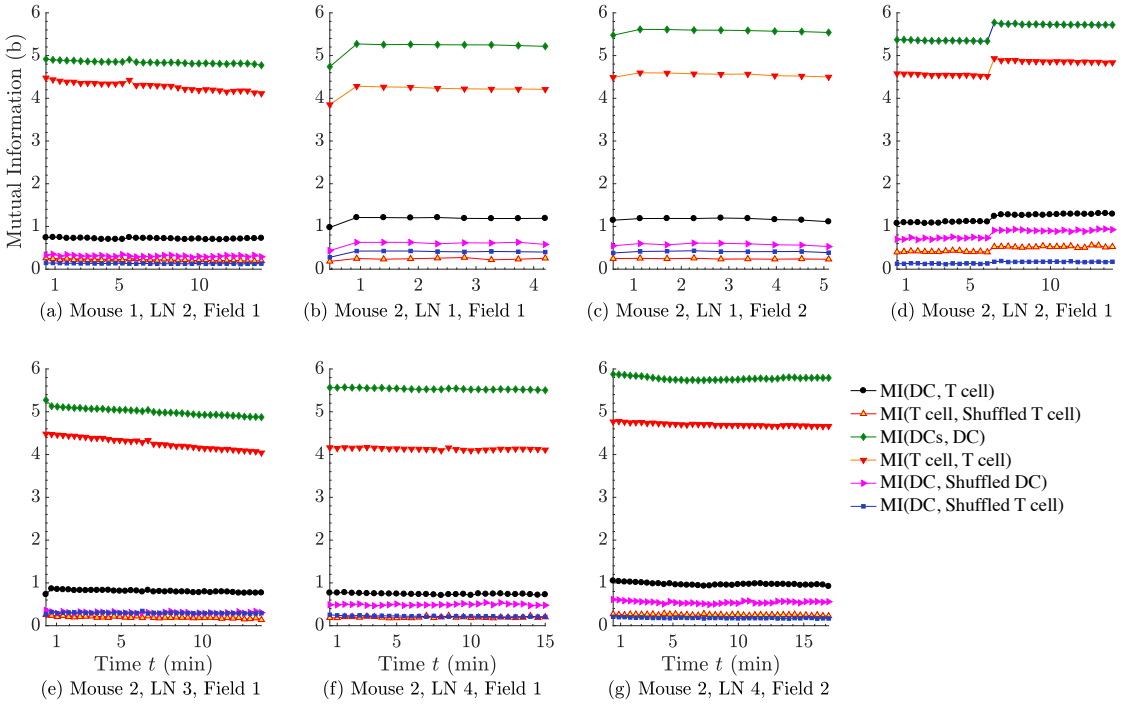 Mutual Information (b)
6
5
4
3
2
1
0
1 5 10
(a) Mouse 1, LN 2, Field 1
6
5
4
3
2
1
0
1 2 3 4
(b) Mouse 2, LN 1, Field 1
6
5
4
3
2
1
0
1 2 3 4 5
(c) Mouse 2, LN 1, Field 2
6
5
4
3
2
1
0
1 5 10
(d) Mouse 2, LN 2, Field 1
6
5
4
3
2
1
0
1 5 10
Time t (min)
(e) Mouse 2, LN 3, Field 1
6
5
4
3
2
1
0
1 5 10 15
Time t (min)
(f) Mouse 2, LN 4, Field 1
6
5
4
3
2
1
0
1 5 10 15
Time t (min)
(g) Mouse 2, LN 4, Field 2
MI(DC, T cell)
MI(T cell, Shuffled T cell)
MI(DCs, DC)
MI(T cell, T cell)
MI(DC, Shuffled DC)
MI(DC, Shuffled T cell)